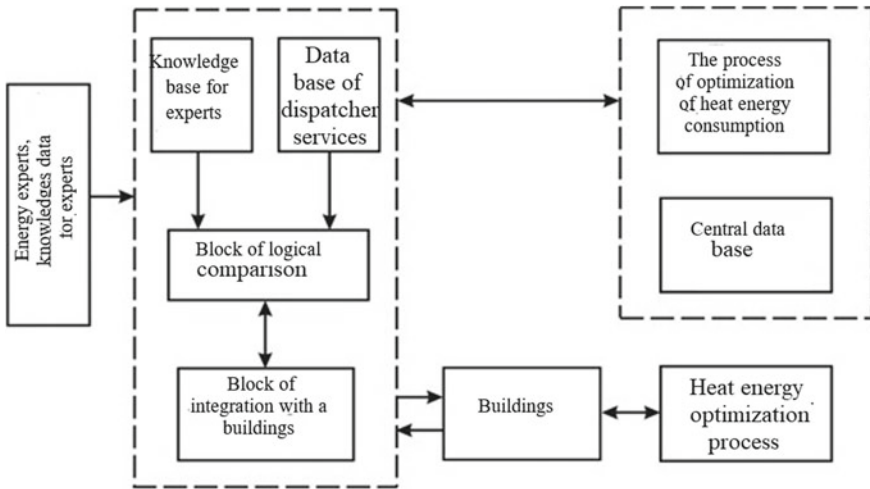 Energy experts,
knowledges data
for experts
Knowledge
base for
experts
Data
base of
dispatcher
services
Block of logical
comparison
Block of
integration with a
buildings
The process
of optimization
of heat energy
consumption
Central data
base
Buildings
Heat energy
optimization
process